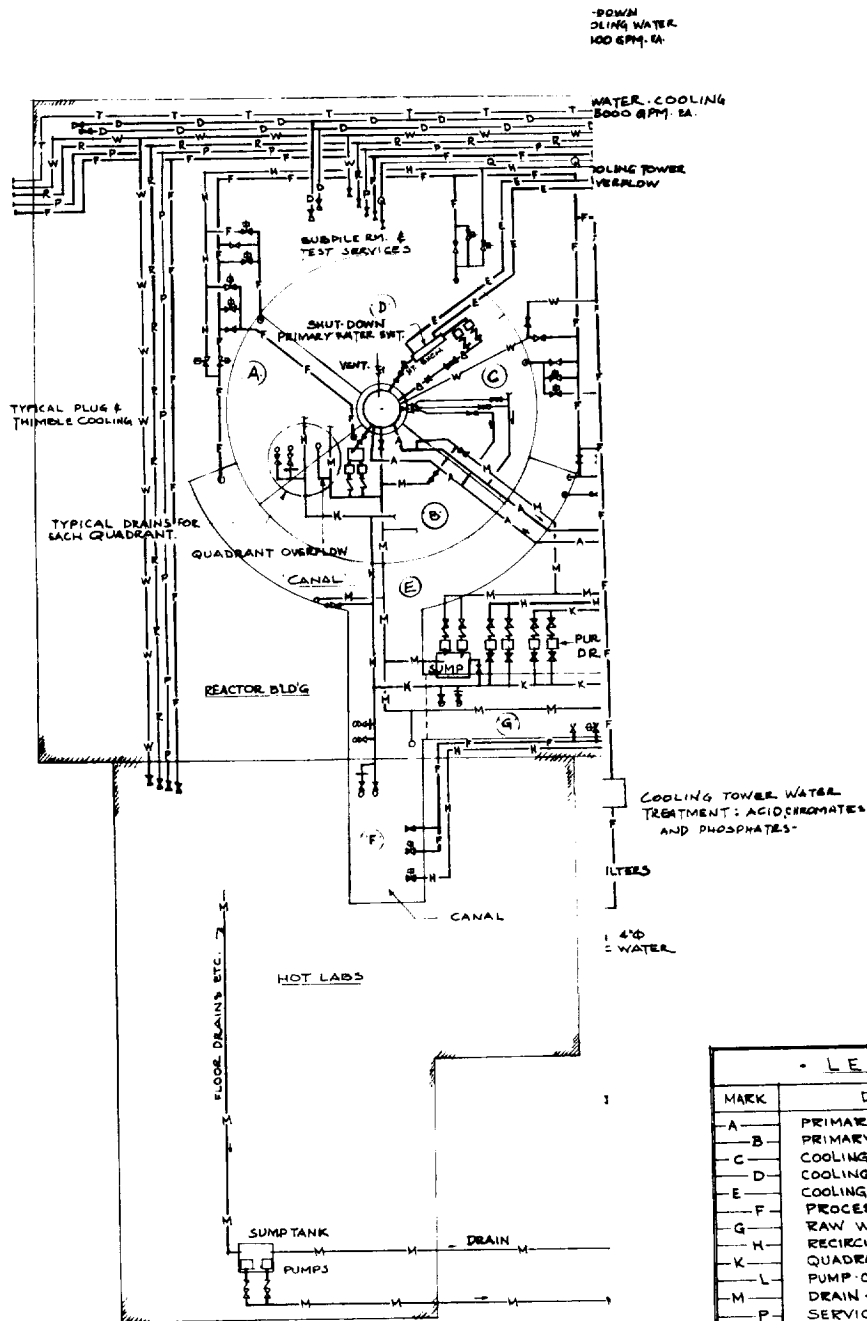 -DOWN
OLING WATER
100 GPM. EA.
WATER-COOLING
3000 GPM. EA.
OOLING TOWER
VERFLOW
SUBPILE RM. &
TEST SERVICES
D
SHUT-DOWN
PRIMARY WATER
VENT.
A
C
TYPICAL PLUG &
THIMBLE COOLING
TYPICAL DRAINS FOR
EACH QUADRANT.
B
QUADRANT OVERFLOW
CANAL
E
PUR
DR
SUMP
REACTOR BLD'G
G
COOLING TOWER WATER
TREATMENT: ACID, CHROMATES
AND PHOSPHATES-
F
ILTERS
CANAL
4"Φ
WATER
HOT LABS
FLOOR DRAINS ETC.
SUMP TANK
DRAIN
PUMPS
• LE
MARK D
A PRIMAR
B PRIMARY
C COOLING
D COOLING
E COOLING
F PROCES
G RAW W
H RECIRCU
K QUADRA
L PUMP-D
M DRAIN-
P SERVIC